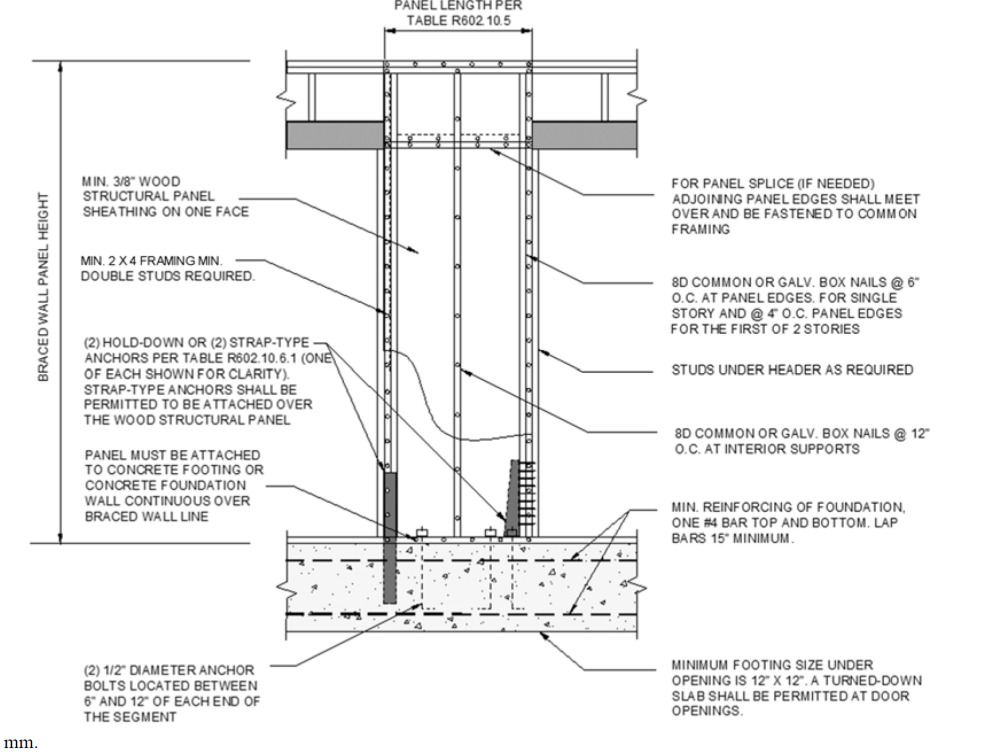 PANEL LENGTH PER
TABLE R602.10.5
BRACED WALL PANEL HEIGHT
MIN. 3/8" WOOD
STRUCTURAL PANEL
SHEATHING ON ONE FACE
MIN. 2 X 4 FRAMING MIN.
DOUBLE STUDS REQUIRED.
(2) HOLD-DOWN OR (2) STRAP-TYPE
ANCHORS PER TABLE R602.10.6.1 (ONE
OF EACH SHOWN FOR CLARITY).
STRAP-TYPE ANCHORS SHALL BE
PERMITTED TO BE ATTACHED OVER
THE WOOD STRUCTURAL PANEL
PANEL MUST BE ATTACHED
TO CONCRETE FOOTING OR
CONCRETE FOUNDATION
WALL CONTINUOUS OVER
BRACED WALL LINE
(2) 1/2" DIAMETER ANCHOR
BOLTS LOCATED BETWEEN
6" AND 12" OF EACH END OF
THE SEGMENT
FOR PANEL SPLICE (IF NEEDED)
ADJOINING PANEL EDGES SHALL MEET
OVER AND BE FASTENED TO COMMON
FRAMING
8D COMMON OR GALV. BOX NAILS @ 6"
O.C. AT PANEL EDGES. FOR SINGLE
STORY AND @ 4" O.C. PANEL EDGES
FOR THE FIRST OF 2 STORIES
STUDS UNDER HEADER AS REQUIRED
8D COMMON OR GALV. BOX NAILS @ 12"
O.C. AT INTERIOR SUPPORTS
MIN. REINFORCING OF FOUNDATION,
ONE #4 BAR TOP AND BOTTOM. LAP
BARS 15" MINIMUM.
MINIMUM FOOTING SIZE UNDER
OPENING IS 12" X 12". A TURNED-DOWN
SLAB SHALL BE PERMITTED AT DOOR
OPENINGS.
mm.